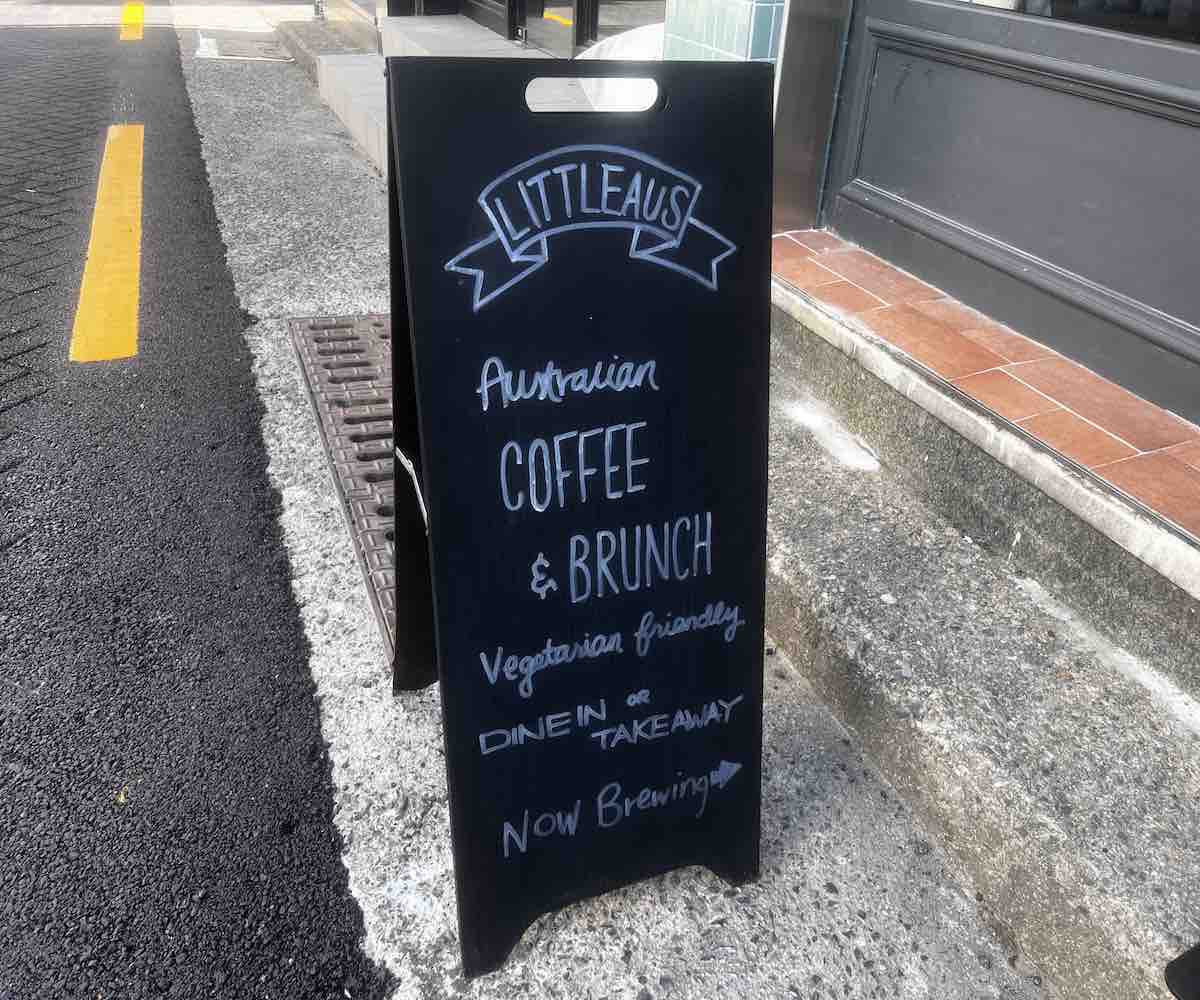 LITTLEAUS
Australian
COFFEE
& BRUNCH
Vegetarian friendly
DINE IN OR
TAKEAWAY
Now Brewing